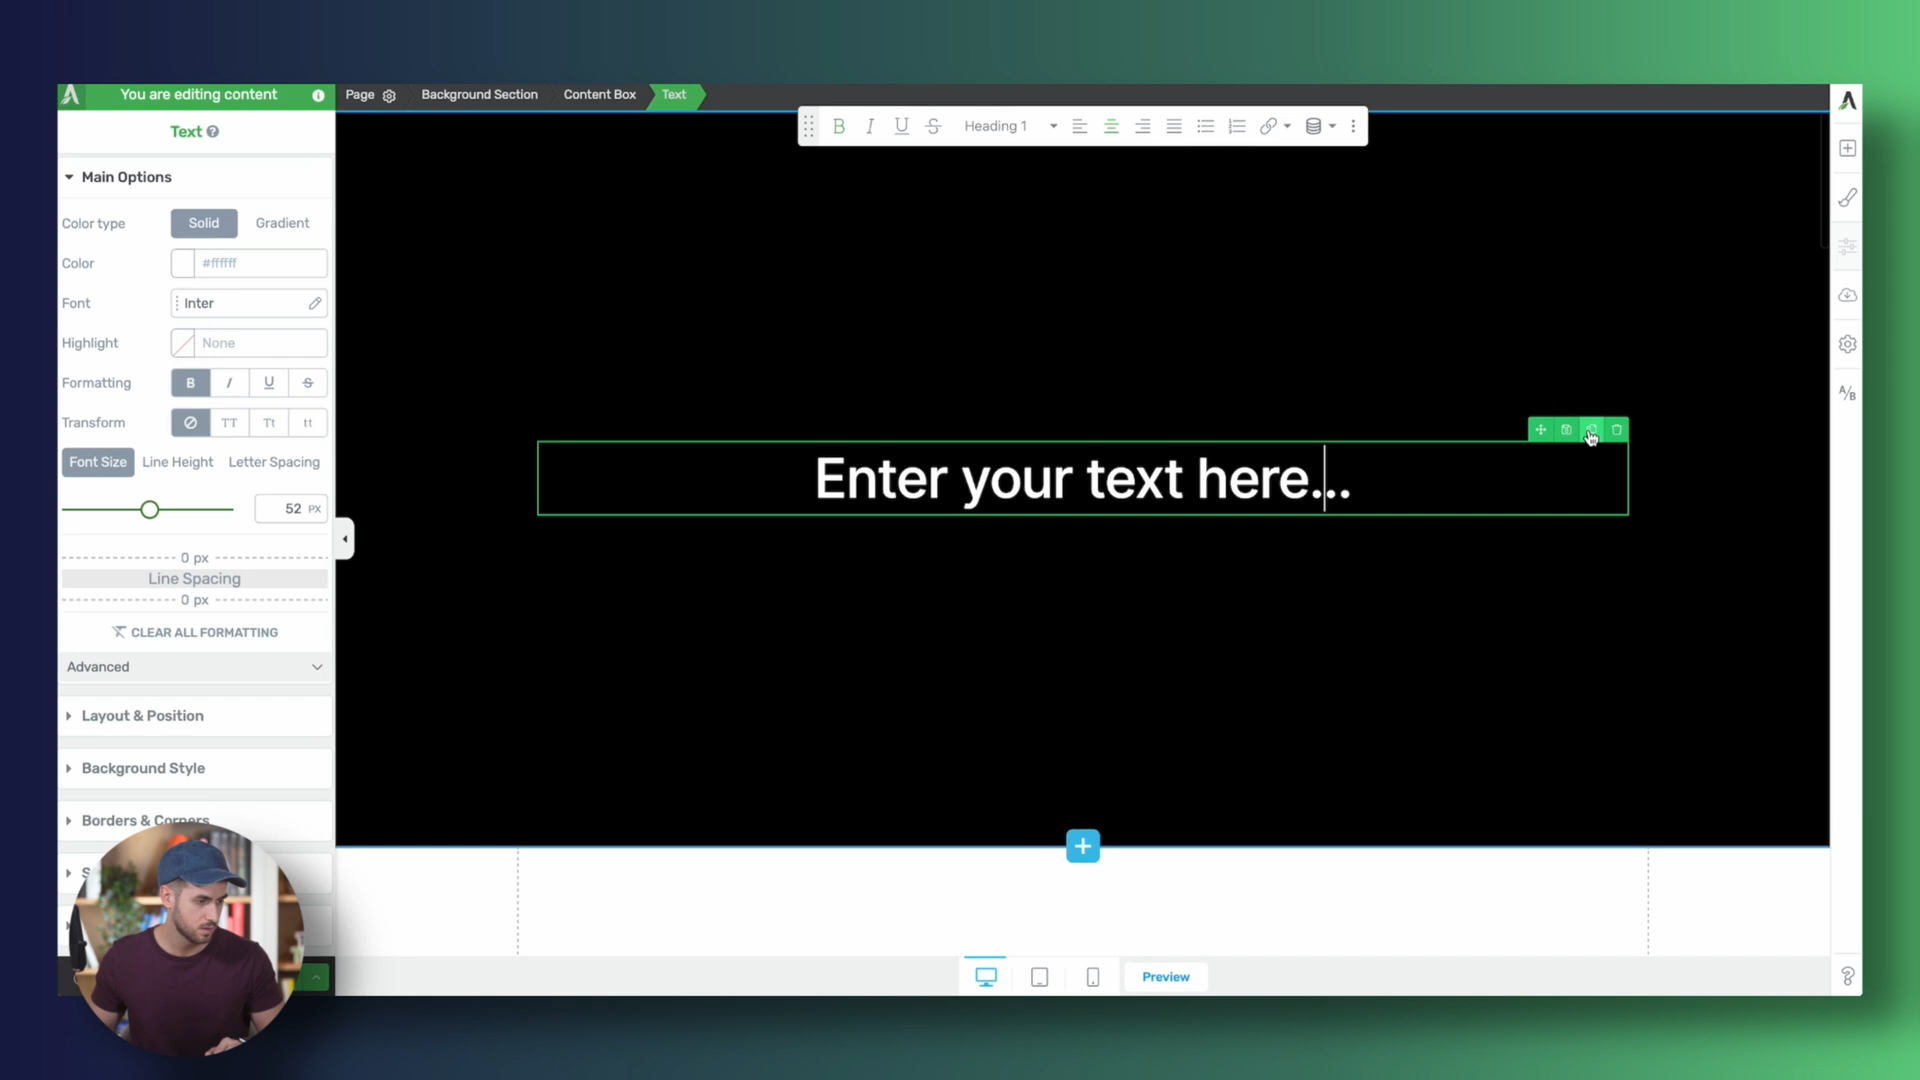 You are editing content
Page
Background Section
Content Box
Text
Text
B I U S Heading 1
Main Options
Color type
Solid
Gradient
Color
#ffffff
Font
Inter
Highlight
None
Formatting
B I U S
Transform
TT Tt tt
Font Size
Line Height
Letter Spacing
52 PX
0 px
Line Spacing
0 px
CLEAR ALL FORMATTING
Advanced
Layout & Position
Background Style
Borders & Corners
Enter your text here...
A/B
Preview